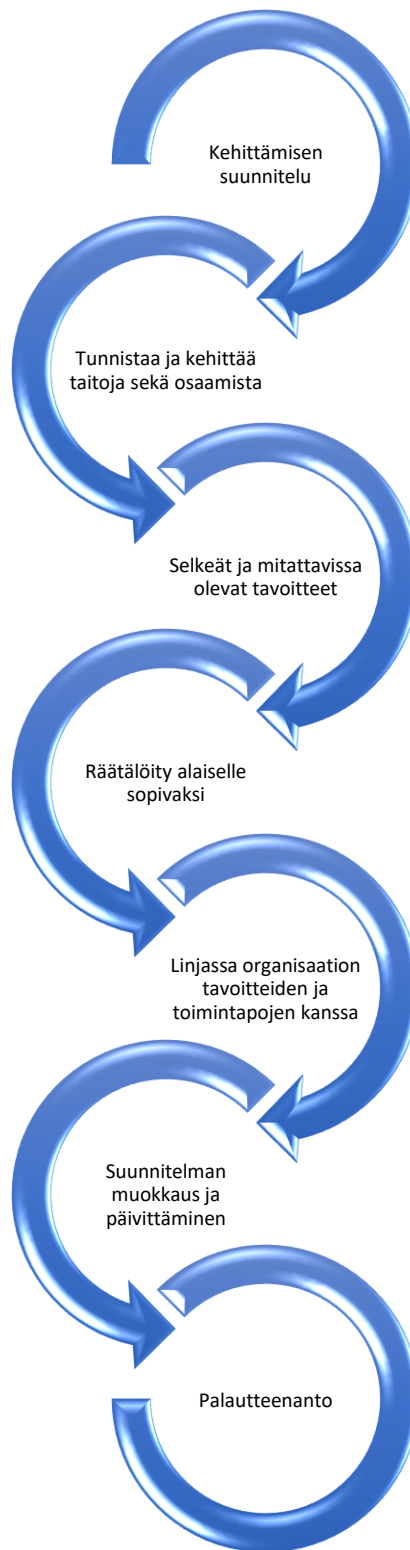 Kehittämisen
suunnitelu
Tunnistaa ja kehittää
taitoja sekä osaamista
Selkeät ja mitattavissa
olevat tavoitteet
Räätälöity alaiselle
sopivaksi
Linjassa organisaation
tavoitteiden ja
toimintapojen kanssa
Suunnitelman
muokkaus ja
päivittäminen
Palautteenanto